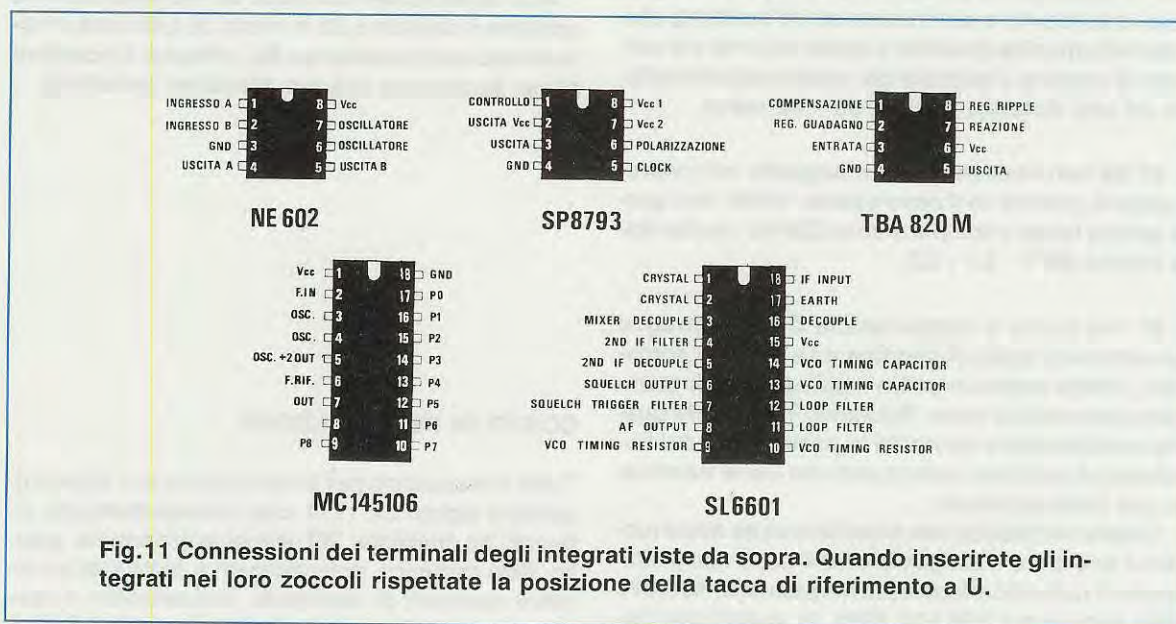 INGRESSO A 1 8 Vcc
INGRESSO B 2 7 OSCILLATORE
GND 3 6 OSCILLATORE
USCITA A 4 5 USCITA B
NE 602
CONTROLLO 1 8 Vcc 1
USCITA Vcc 2 7 Vcc 2
USCITA 3 6 POLARIZZAZIONE
GND 4 5 CLOCK
SP8793
COMPENSAZIONE 1 8 REG. RIPPLE
REG. GUADAGNO 2 7 REAZIONE
ENTRATA 3 6 Vcc
GND 4 5 USCITA
TBA 820 M
Vcc 1 18 GND
F.IN 2 17 P0
OSC. 3 16 P1
OSC. 4 15 P2
OSC. +2 OUT 5 14 P3
F.RIF. 6 13 P4
OUT 7 12 P5
8 11 P6
P8 9 10 P7
MC145106
CRYSTAL 1 18 IF INPUT
CRYSTAL 2 17 EARTH
MIXER DECOUPLE 3 16 DECOUPLE
2ND IF FILTER 4 15 Vcc
2ND IF DECOUPLE 5 14 VCO TIMING CAPACITOR
SQUELCH OUTPUT 6 13 VCO TIMING CAPACITOR
SQUELCH TRIGGER FILTER 7 12 LOOP FILTER
AF OUTPUT 8 11 LOOP FILTER
VCO TIMING RESISTOR 9 10 VCO TIMING RESISTOR
SL6601
Fig.11 Connessioni dei terminali degli integrati viste da sopra. Quando inserirete gli in-
tegrati nei loro zoccoli rispettate la posizione della tacca di riferimento a U.